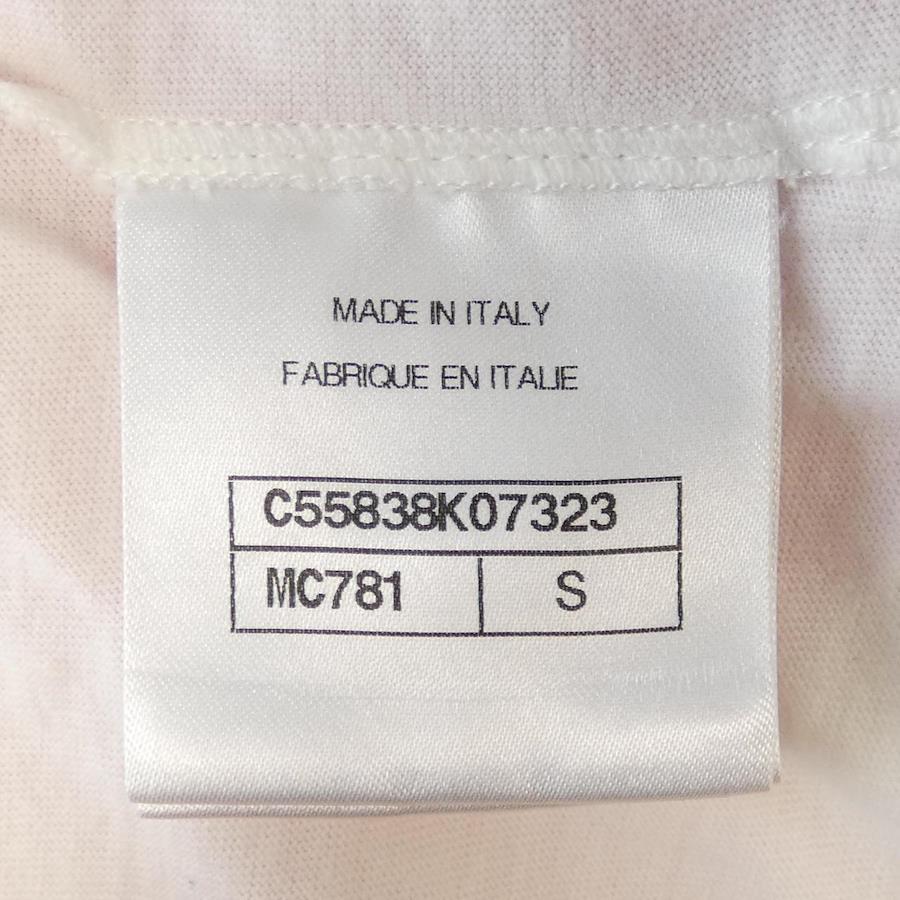 MADE IN ITALY
FABRIQUE EN ITALIE
C55838K07323
MC781 S